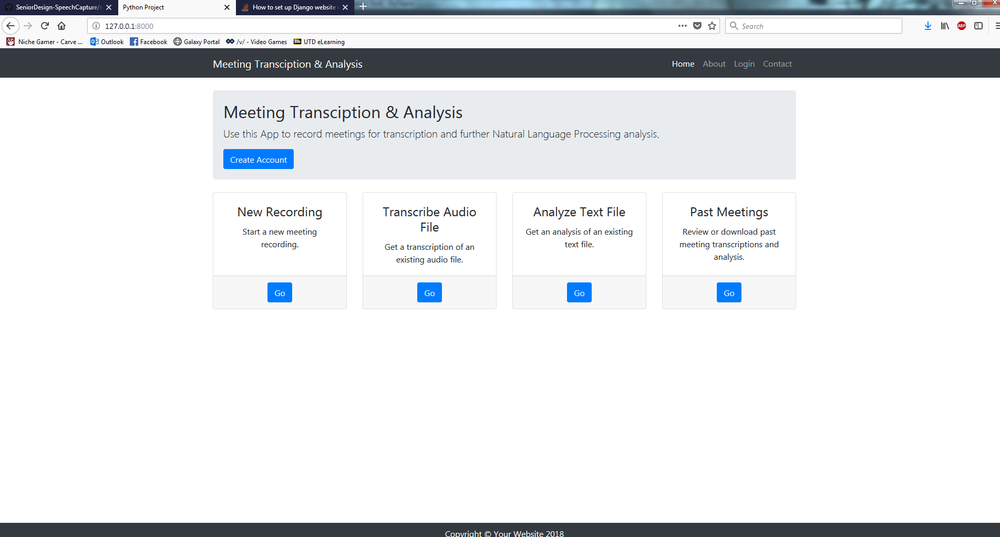 SeniorDesign-SpeechCapture/
Python Project
How to set up Django website
127.0.0.1:8000
Search
ABP
Niche Gamer - Carve ...
Outlook
Facebook
Galaxy Portal
/v/ - Video Games
Bb UTD eLearning
Meeting Transciption & Analysis
Home About Login Contact
Meeting Transciption & Analysis
Use this App to record meetings for transcription and further Natural Language Processing analysis.
Create Account
New Recording
Start a new meeting
recording.
Go
Transcribe Audio
File
Get a transcription of an
existing audio file.
Go
Analyze Text File
Get an analysis of an existing
text file.
Go
Past Meetings
Review or download past
meeting transcriptions and
analysis.
Go
Copyright © Your Website 2018